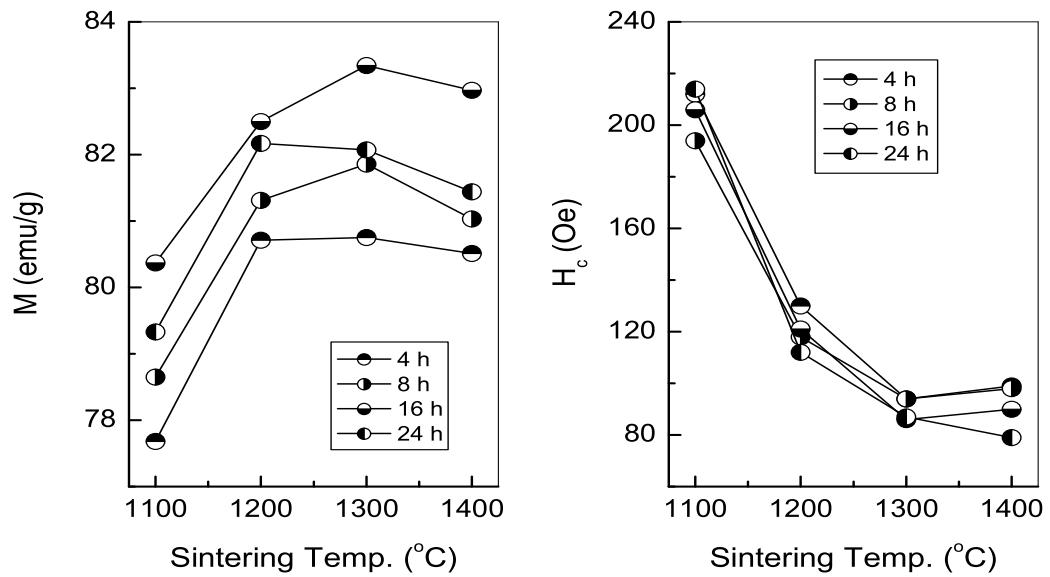 84
82
80
78
M (emu/g)
4 h
8 h
16 h
24 h
1100 1200 1300 1400
Sintering Temp. (°C)
240
200
160
120
80
H_c (Oe)
4 h
8 h
16 h
24 h
1100 1200 1300 1400
Sintering Temp. (°C)